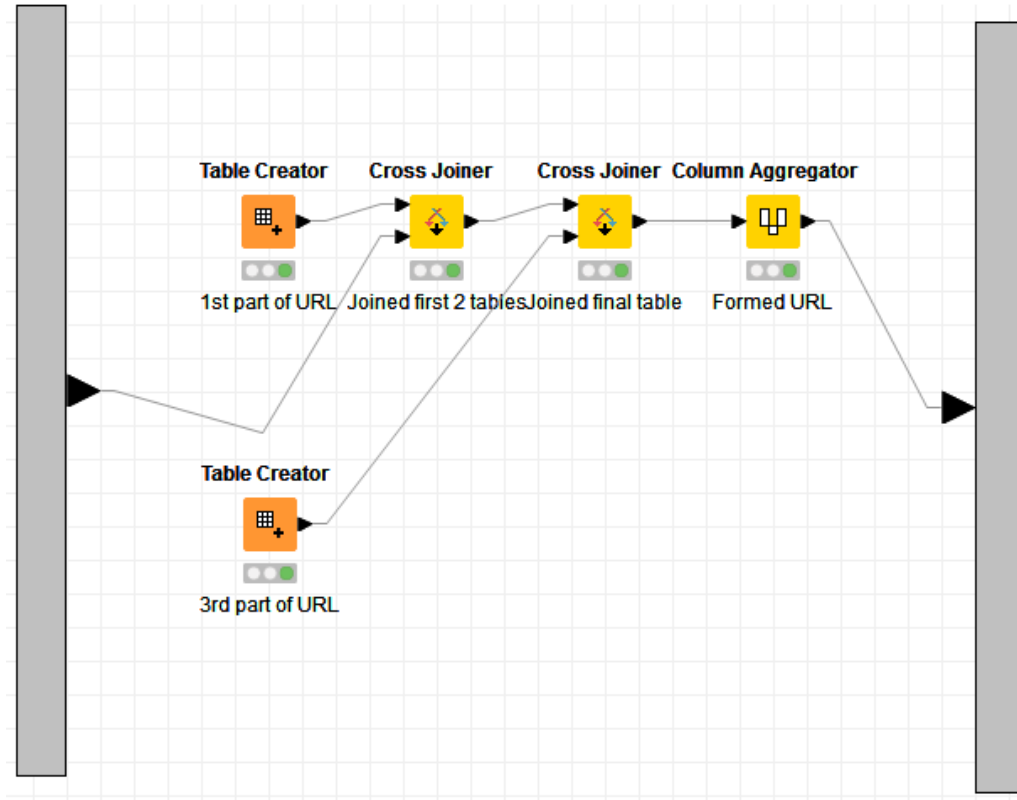 Table Creator
Cross Joiner
Cross Joiner
Column Aggregator
1st part of URL
Joined first 2 tables
Joined final table
Formed URL
Table Creator
3rd part of URL